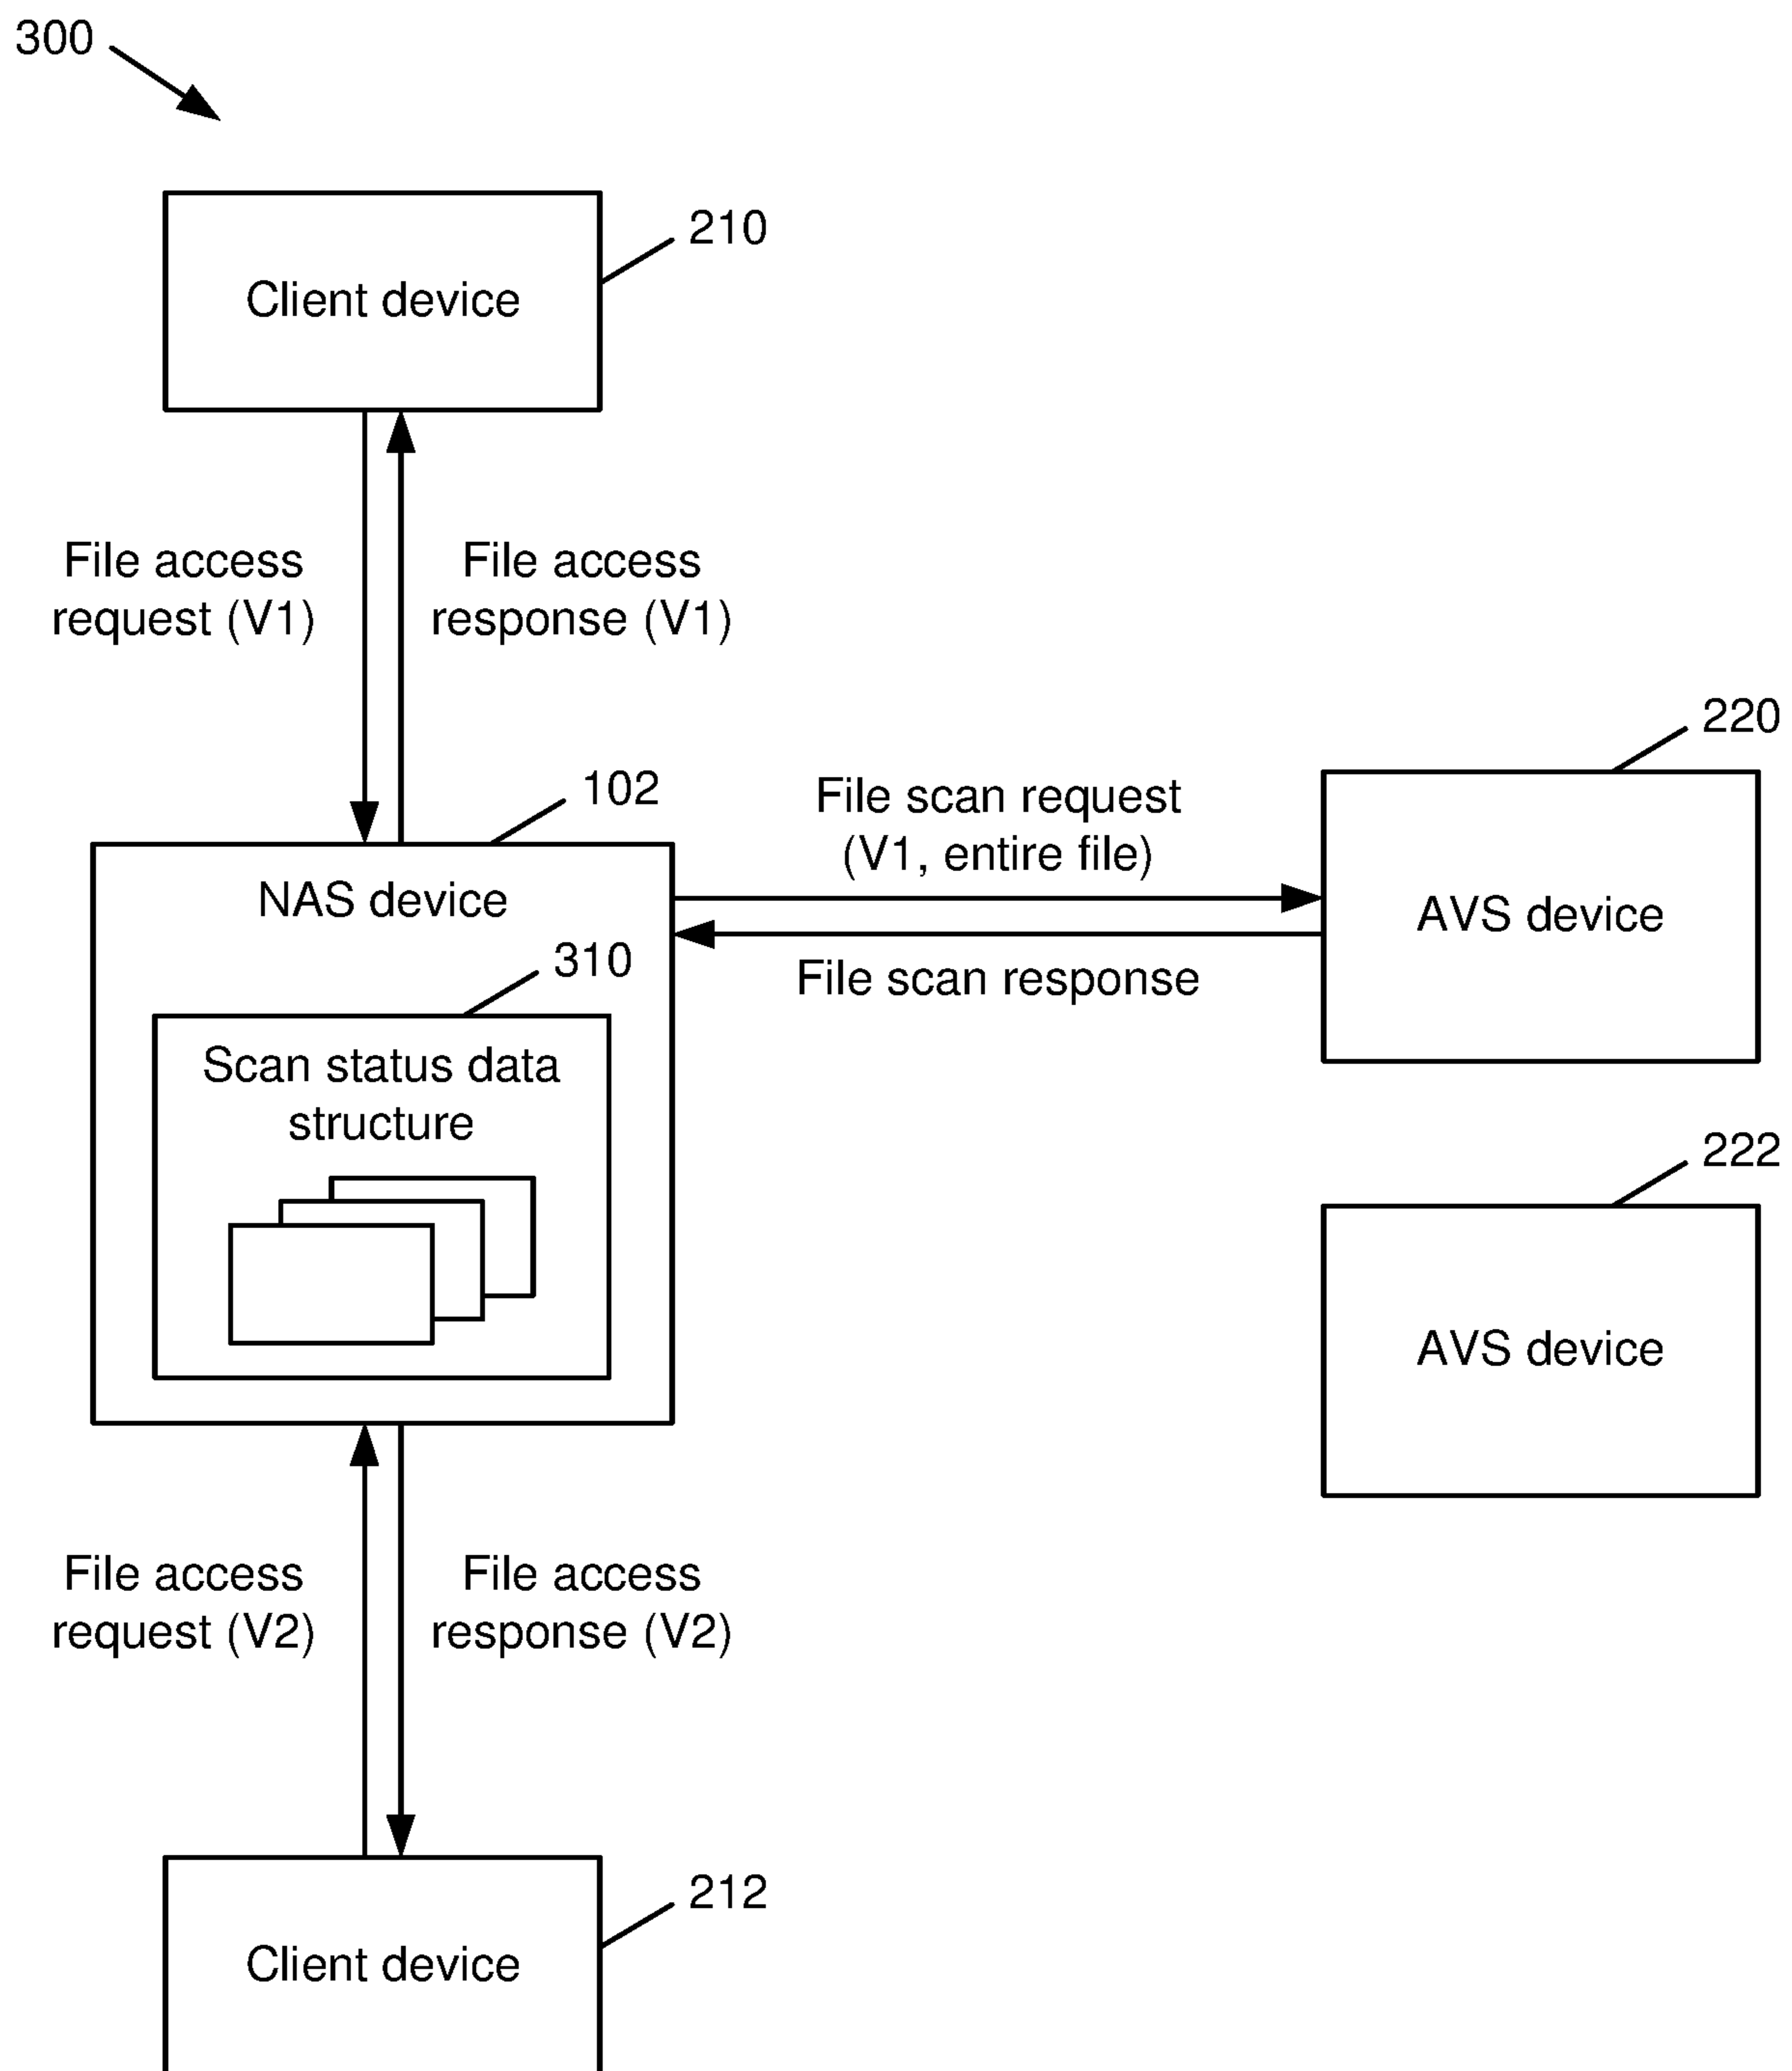 300
210
Client device
File access
request (V1)
File access
response (V1)
220
102
File scan request
(V1, entire file)
NAS device
AVS device
310
File scan response
Scan status data
structure
222
AVS device
File access
request (V2)
File access
response (V2)
212
Client device